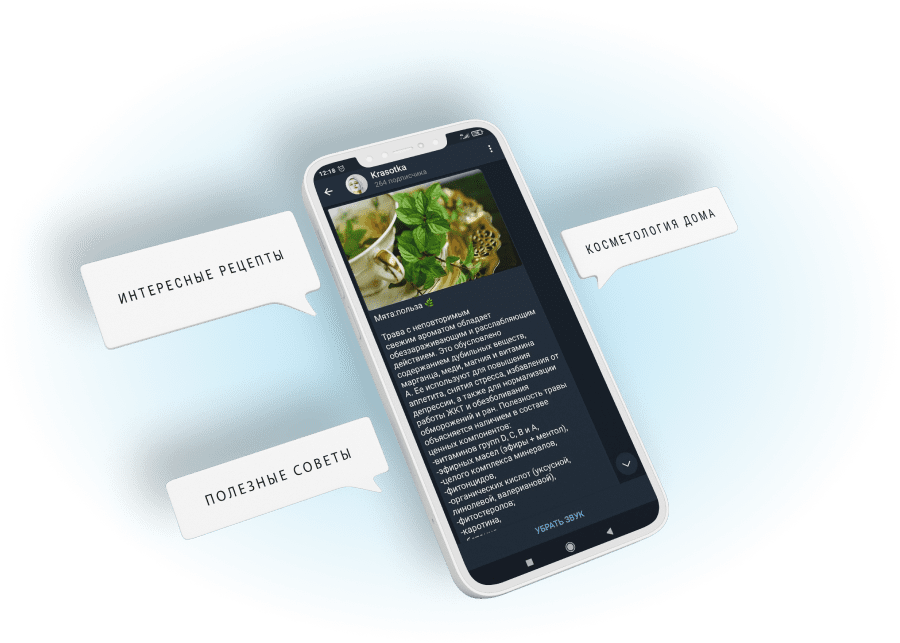 12:18
Krasotka
264 подписчика
Мята:польза
Трава с неповторимым
свежим ароматом обладает
обеззараживающим и расслабляющим
действием. Это обусловлено
содержанием дубильных веществ,
марганца, меди, магния и витамина
А. Ее используют для повышения
аппетита, снятия стресса, избавления от
депрессии, а также для нормализации
работы ЖКТ и обезболивания
обморожений и ран. Полезность травы
объясняется наличием в составе
ценных компонентов:
-витаминов групп D, C, B и A,
-эфирных масел (эфиры + ментол),
-целого комплекса минералов,
-фитонцидов,
-органических кислот (уксусной,
линолевой, валериановой),
-фитостеролов;
-каротина,
УБРАТЬ ЗВУК
ИНТЕРЕСНЫЕ РЕЦЕПТЫ
КОСМЕТОЛОГИЯ ДОМА
ПОЛЕЗНЫЕ СОВЕТЫ